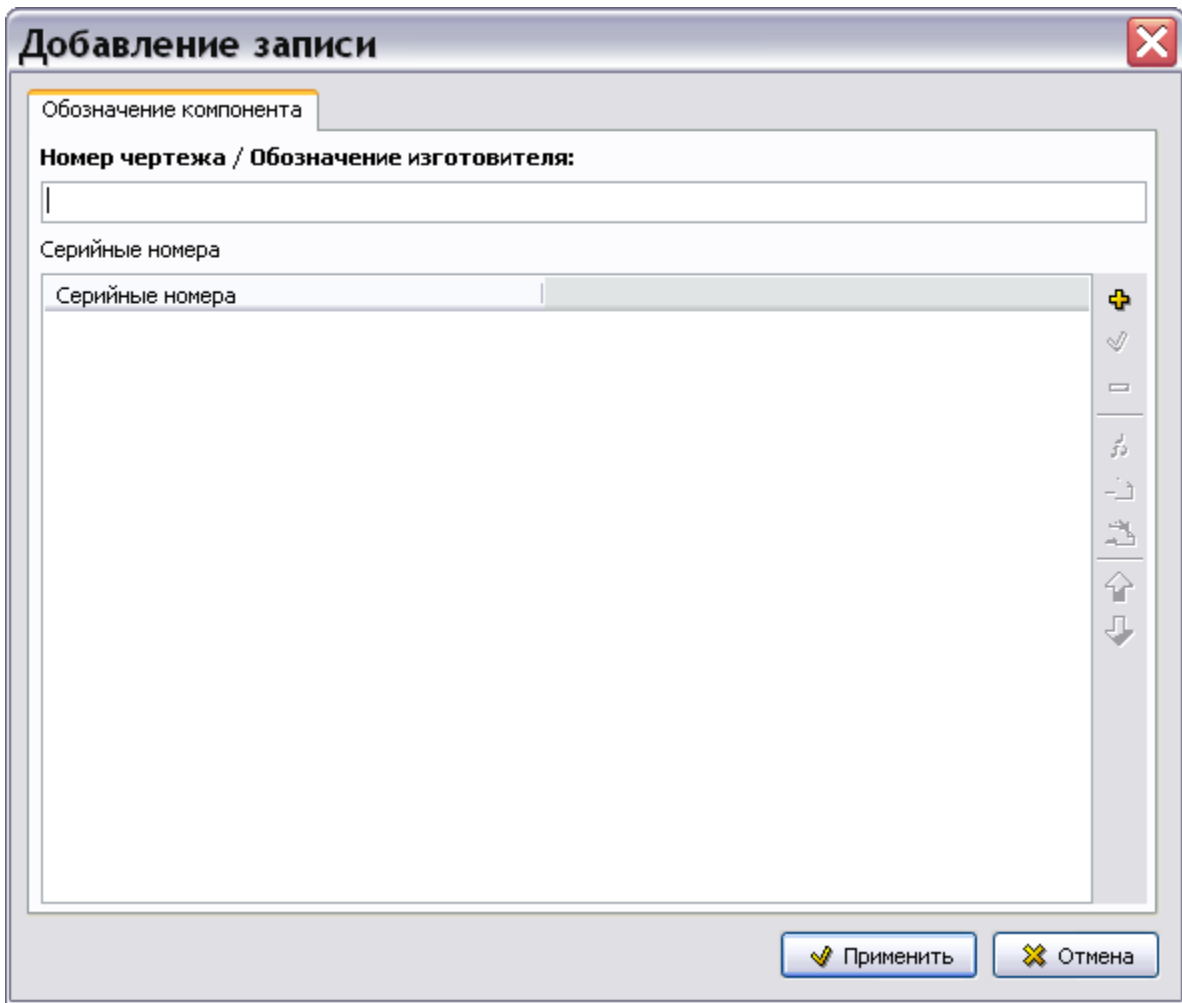 Добавление записи
Обозначение компонента
Номер чертежа / Обозначение изготовителя:
Серийные номера
Серийные номера
Применить
Отмена